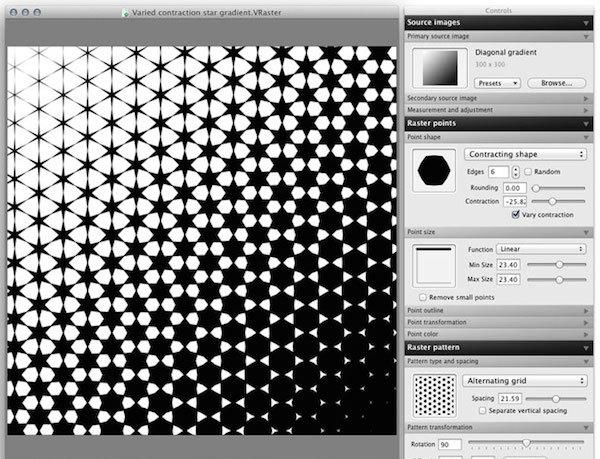 Varied contraction star gradient.VRaster
Controls
Source images
Primary source image
Diagonal gradient
300 x 300
Presets
Browse...
Secondary source image
Measurement and adjustment
Raster points
Point shape
Contracting shape
Edges 6 Random
Rounding 0.00
Contraction -25.82
Vary contraction
Point size
Function Linear
Min Size 23.40
Max Size 23.40
Remove small points
Point outline
Point transformation
Point color
Raster pattern
Pattern type and spacing
Alternating grid
Spacing 21.59
Separate vertical spacing
Pattern transformation
Rotation 90